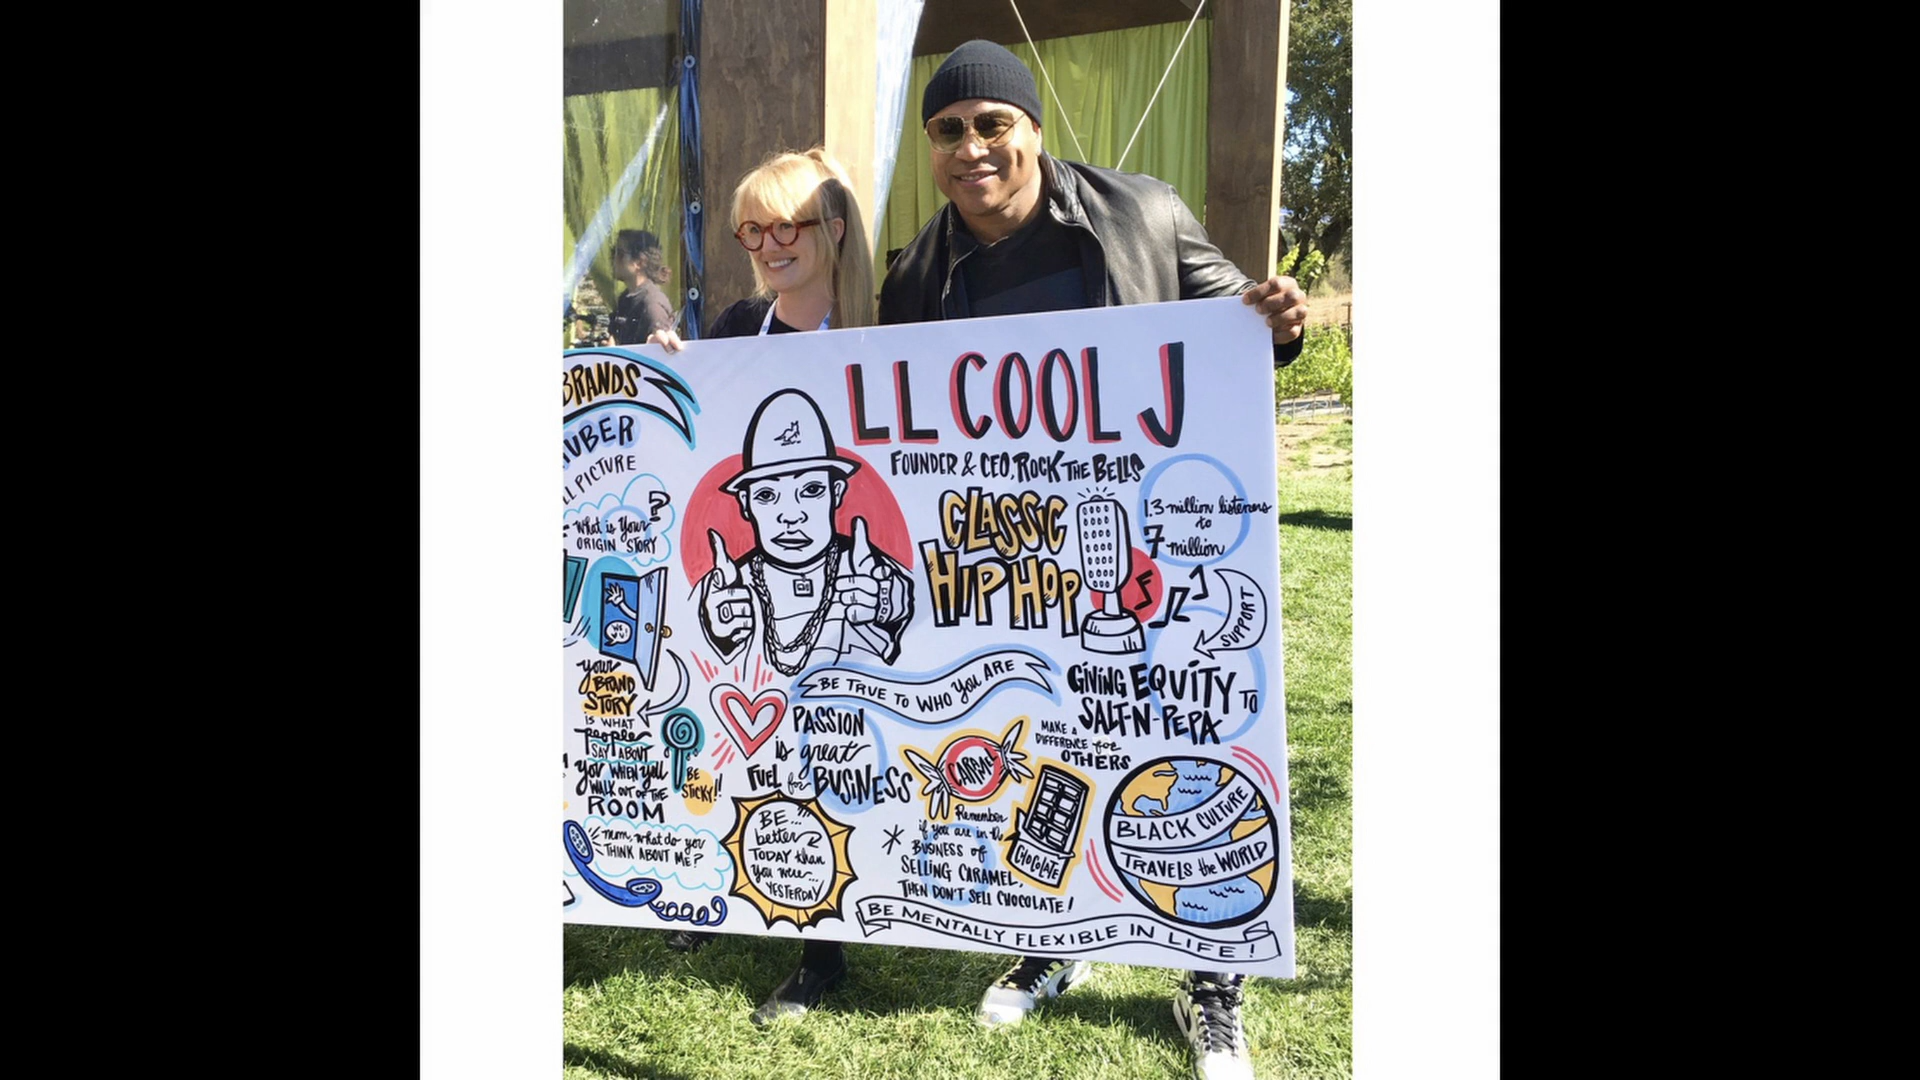 BRANDS
UBER
PICTURE
What is Your
ORIGIN STORY
?
WE
♥
U!
your
BRAND
STORY
IS WHAT
people
SAY ABOUT
YOU WHEN You
WALK OUT OF THE
ROOM
BE
STICKY!!
mom, what do you
THINK ABOUT ME?
LL COOL J
FOUNDER & CEO, ROCK THE BELLS
CLASSIC
HIP HOP
1.3 million listeners
to
7 million
SUPPORT
BE TRUE TO WHO You ARE
GIVING EQUITY TO
SALT-N-PEPA
PASSION
is great
FUEL for BUSINESS
MAKE A
DIFFERENCE for
OTHERS
CARAMEL
CHOCOLATE
BE...
better
TODAY than
You were...
YESTERDAY
* Remember
if you are in the
BUSINESS of
SELLING CARAMEL,
THEN DON'T SELL CHOCOLATE!
BLACK CULTURE
TRAVELS the WORLD
BE MENTALLY FLEXIBLE IN LIFE!